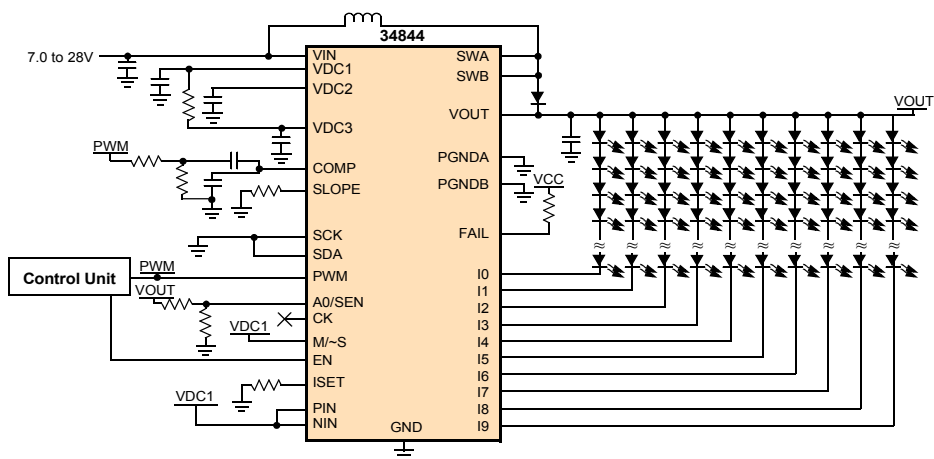 34844
7.0 to 28V
VIN
VDC1
VDC2
VDC3
COMP
SLOPE
SCK
SDA
PWM
A0/SEN
CK
M/~S
EN
ISET
PIN
NIN
GND
SWA
SWB
VOUT
PGNDA
PGNDB
FAIL
I0
I1
I2
I3
I4
I5
I6
I7
I8
I9
PWM
Control Unit
PWM
VOUT
VDC1
VDC1
VCC
VOUT